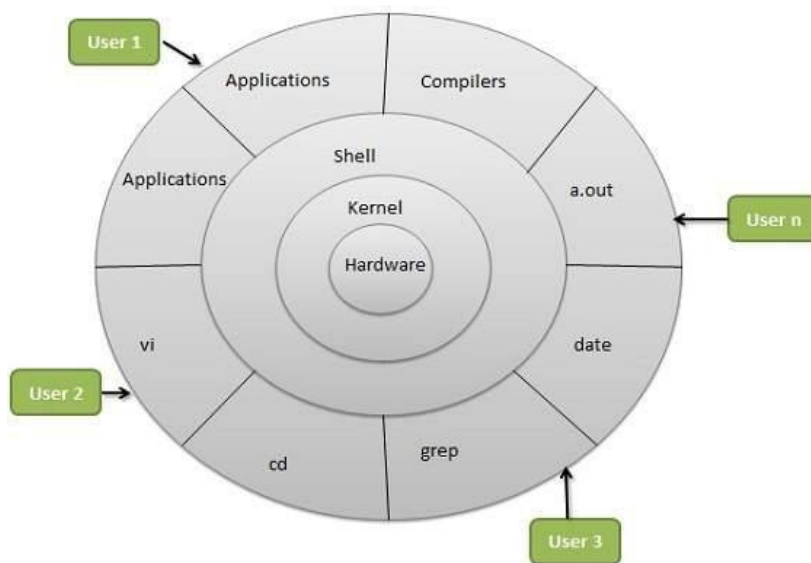 User 1
Applications
Compilers
Shell
Applications
a.out
Kernel
User n
Hardware
vi
date
User 2
cd
grep
User 3